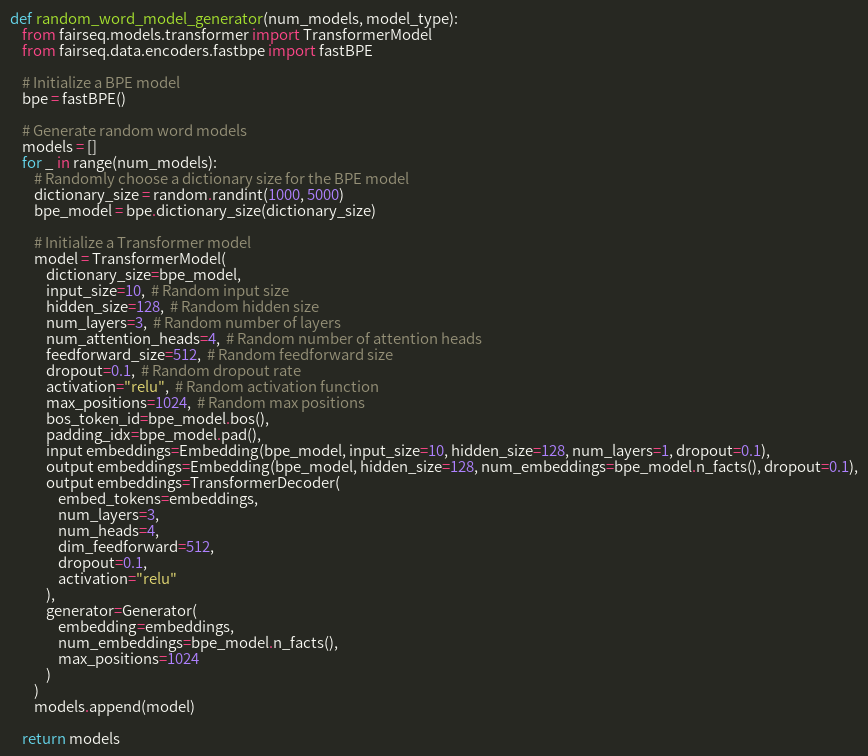 def random_word_model_generator(num_models, model_type):
from fairseq.models.transformer import TransformerModel
from fairseq.data.encoders.fastbpe import fastBPE
# Initialize a BPE model
bpe = fastBPE()
# Generate random word models
models = []
for _ in range(num_models):
# Randomly choose a dictionary size for the BPE model
dictionary_size = random.randint(1000, 5000)
bpe_model = bpe.dictionary_size(dictionary_size)
# Initialize a Transformer model
model = TransformerModel(
dictionary_size=bpe_model,
input_size=10, # Random input size
hidden_size=128, # Random hidden size
num_layers=3, # Random number of layers
num_attention_heads=4, # Random number of attention heads
feedforward_size=512, # Random feedforward size
dropout=0.1, # Random dropout rate
activation="relu", # Random activation function
max_positions=1024, # Random max positions
bos_token_id=bpe_model.bos(),
padding_idx=bpe_model.pad(),
input embeddings=Embedding(bpe_model, input_size=10, hidden_size=128, num_layers=1, dropout=0.1),
output embeddings=Embedding(bpe_model, hidden_size=128, num_embeddings=bpe_model.n_facts(), dropout=0.1),
output embeddings=TransformerDecoder(
embed_tokens=embeddings,
num_layers=3,
num_heads=4,
dim_feedforward=512,
dropout=0.1,
activation="relu"
),
generator=Generator(
embedding=embeddings,
num_embeddings=bpe_model.n_facts(),
max_positions=1024
)
)
models.append(model)
return models